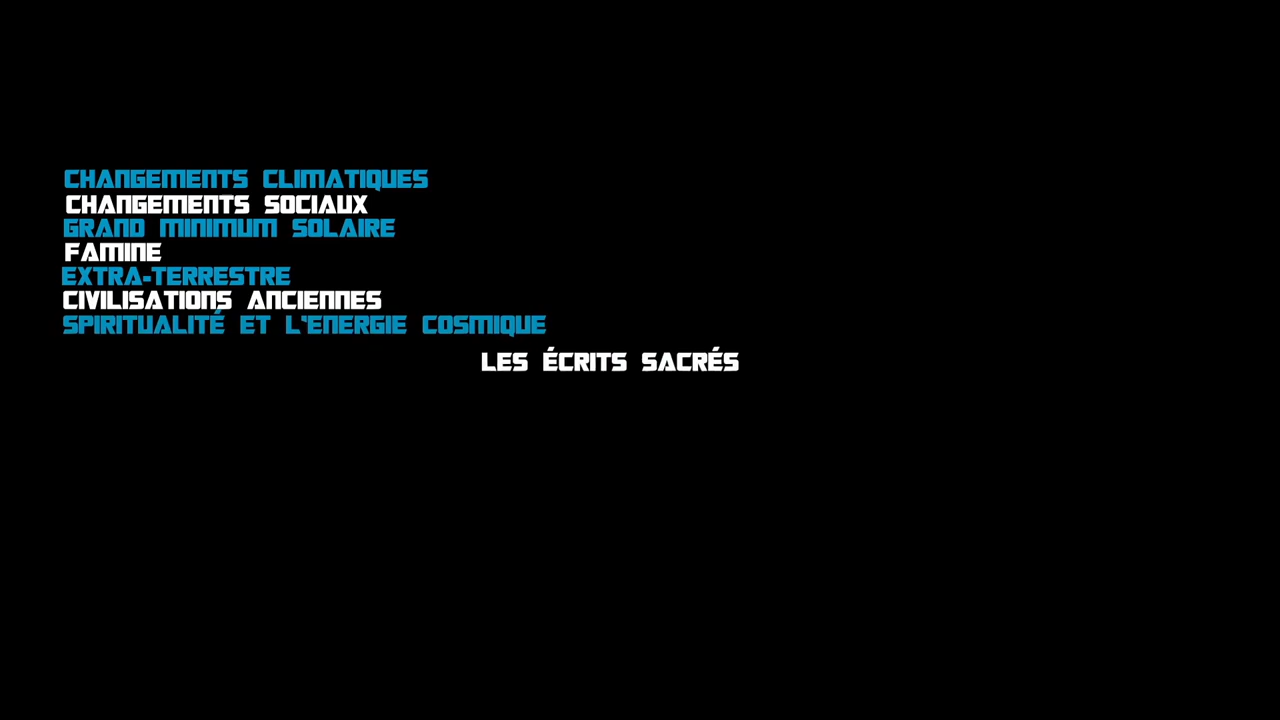 CHANGEMENTS CLIMATIQUES
CHANGEMENTS SOCIAUX
GRAND MINIMUM SOLAIRE
FAMINE
EXTRA-TERRESTRE
CIVILISATIONS ANCIENNES
SPIRITUALITÉ ET L'ENERGIE COSMIQUE
LES ÉCRITS SACRÉS